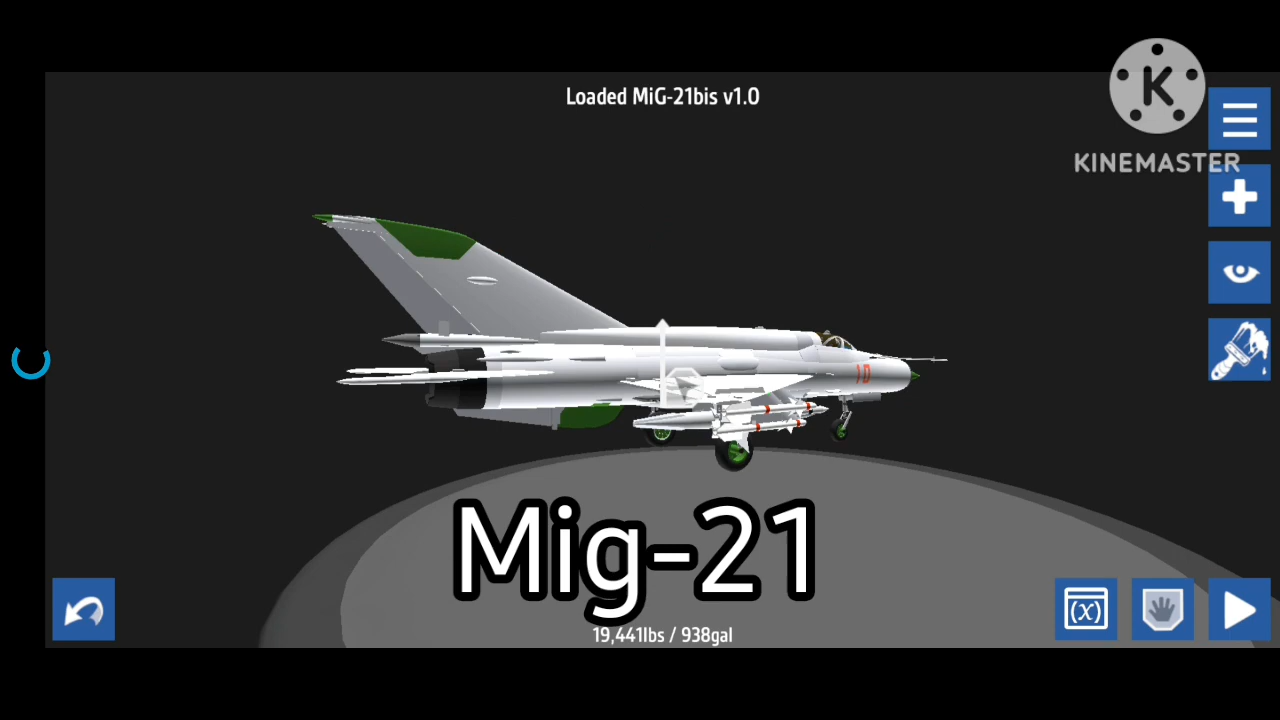 Loaded MiG-21bis v1.0
K
KINEMASTER
10
Mig-21
19,441lbs / 938gal
(x)